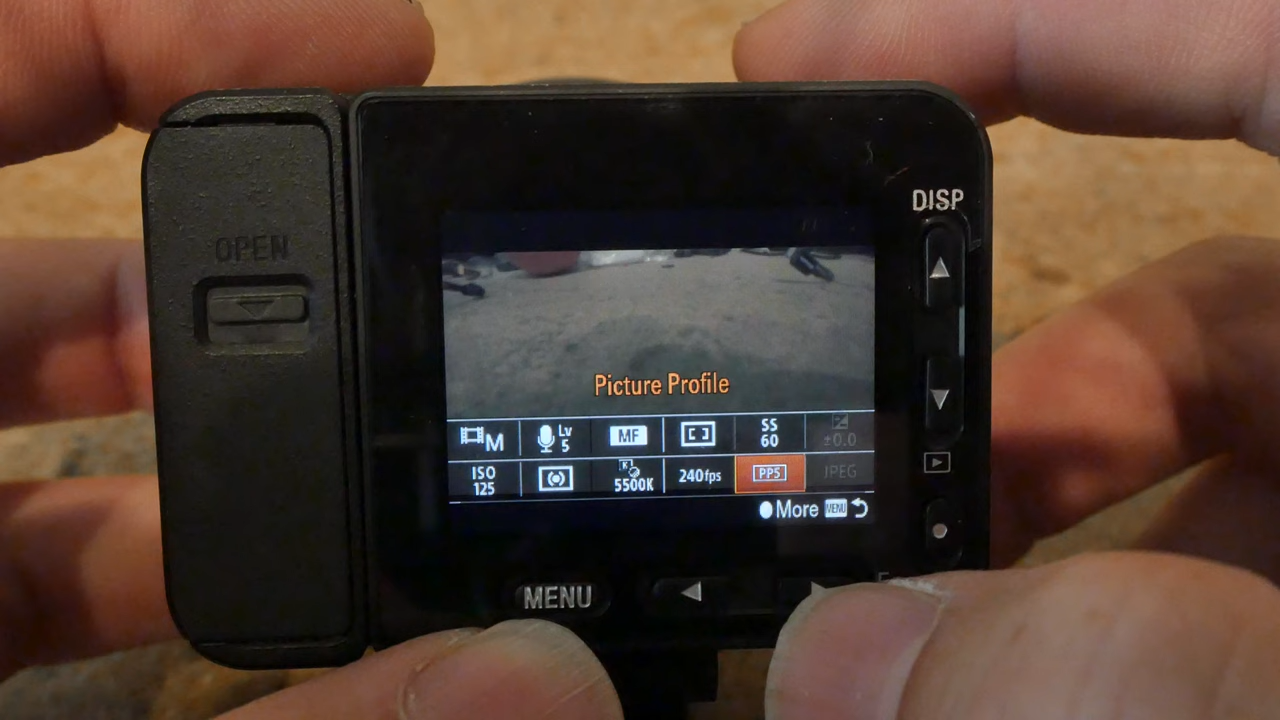 DISP
OPEN
Picture Profile
M Lv 5 MF SS 60 ±0.0
ISO 125 K 5500K 240fps PP5 JPEG
More MENU
MENU